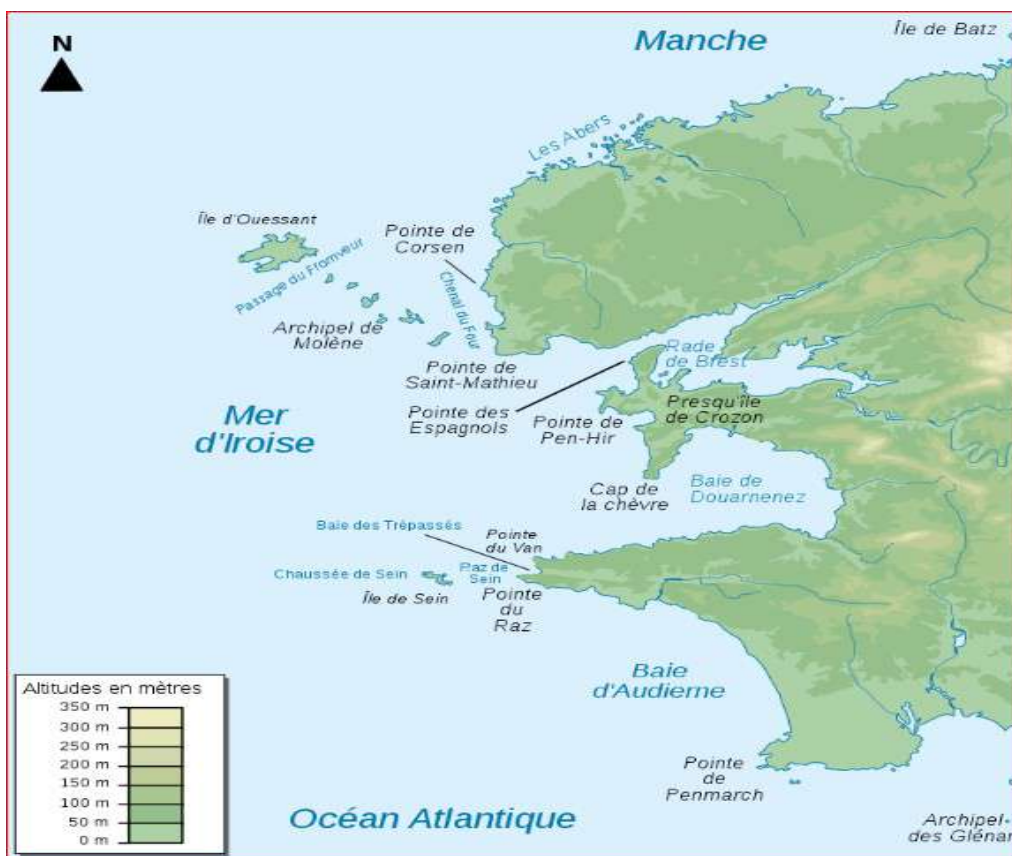 N
Manche
Île de Batz
Les Abers
Île d'Ouessant
Pointe de
Corsen
Passage du Fromveur
Chenal du Four
Archipel de
Molène
Pointe de
Saint-Mathieu
Rade
de Brest
Pointe des
Espagnols
Pointe de
Pen-Hir
Presqu'île
de Crozon
Mer
d'Iroise
Cap de
la chèvre
Baie de
Douarnenez
Baie des Trépassés
Pointe
du Van
Chaussée de Sein
Raz de
Sein
Île de Sein
Pointe
du
Raz
Baie
d'Audierne
Altitudes en mètres
350 m
300 m
250 m
200 m
150 m
100 m
50 m
0 m
Pointe
de
Penmarch
Océan Atlantique
Archipel-
des Glénan